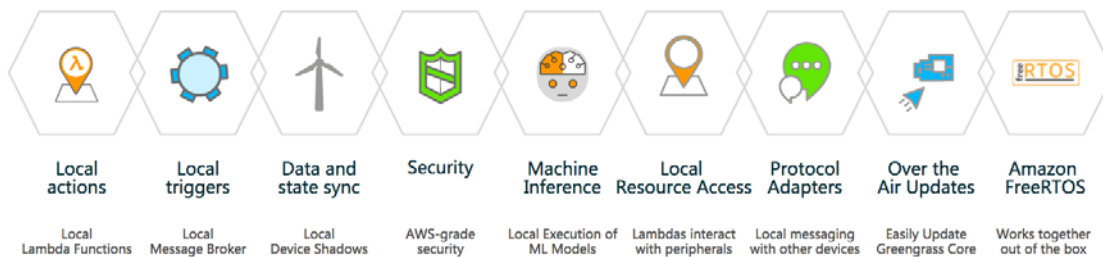 λ
free RTOS
Local
actions
Local
triggers
Data and
state sync
Security
Machine
Inference
Local
Resource Access
Protocol
Adapters
Over the
Air Updates
Amazon
FreeRTOS
Local
Lambda Functions
Local
Message Broker
Local
Device Shadows
AWS-grade
security
Local Execution of
ML Models
Lambdas interact
with peripherals
Local messaging
with other devices
Easily Update
Greengrass Core
Works together
out of the box